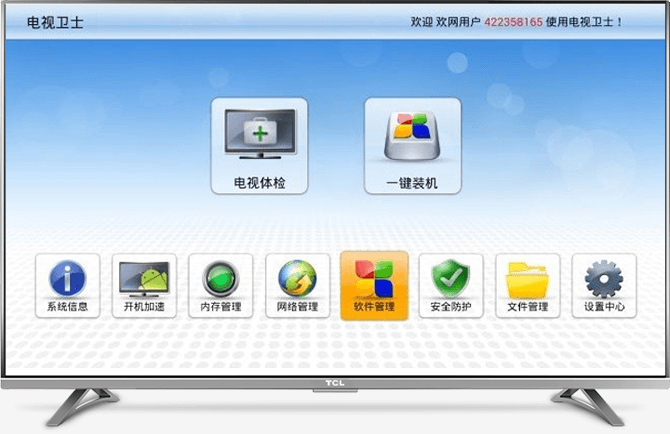 电视卫士
欢迎 欢网用户 422358165 使用电视卫士！
电视体检
一键装机
系统信息
开机加速
内存管理
网络管理
软件管理
安全防护
文件管理
设置中心
TCL